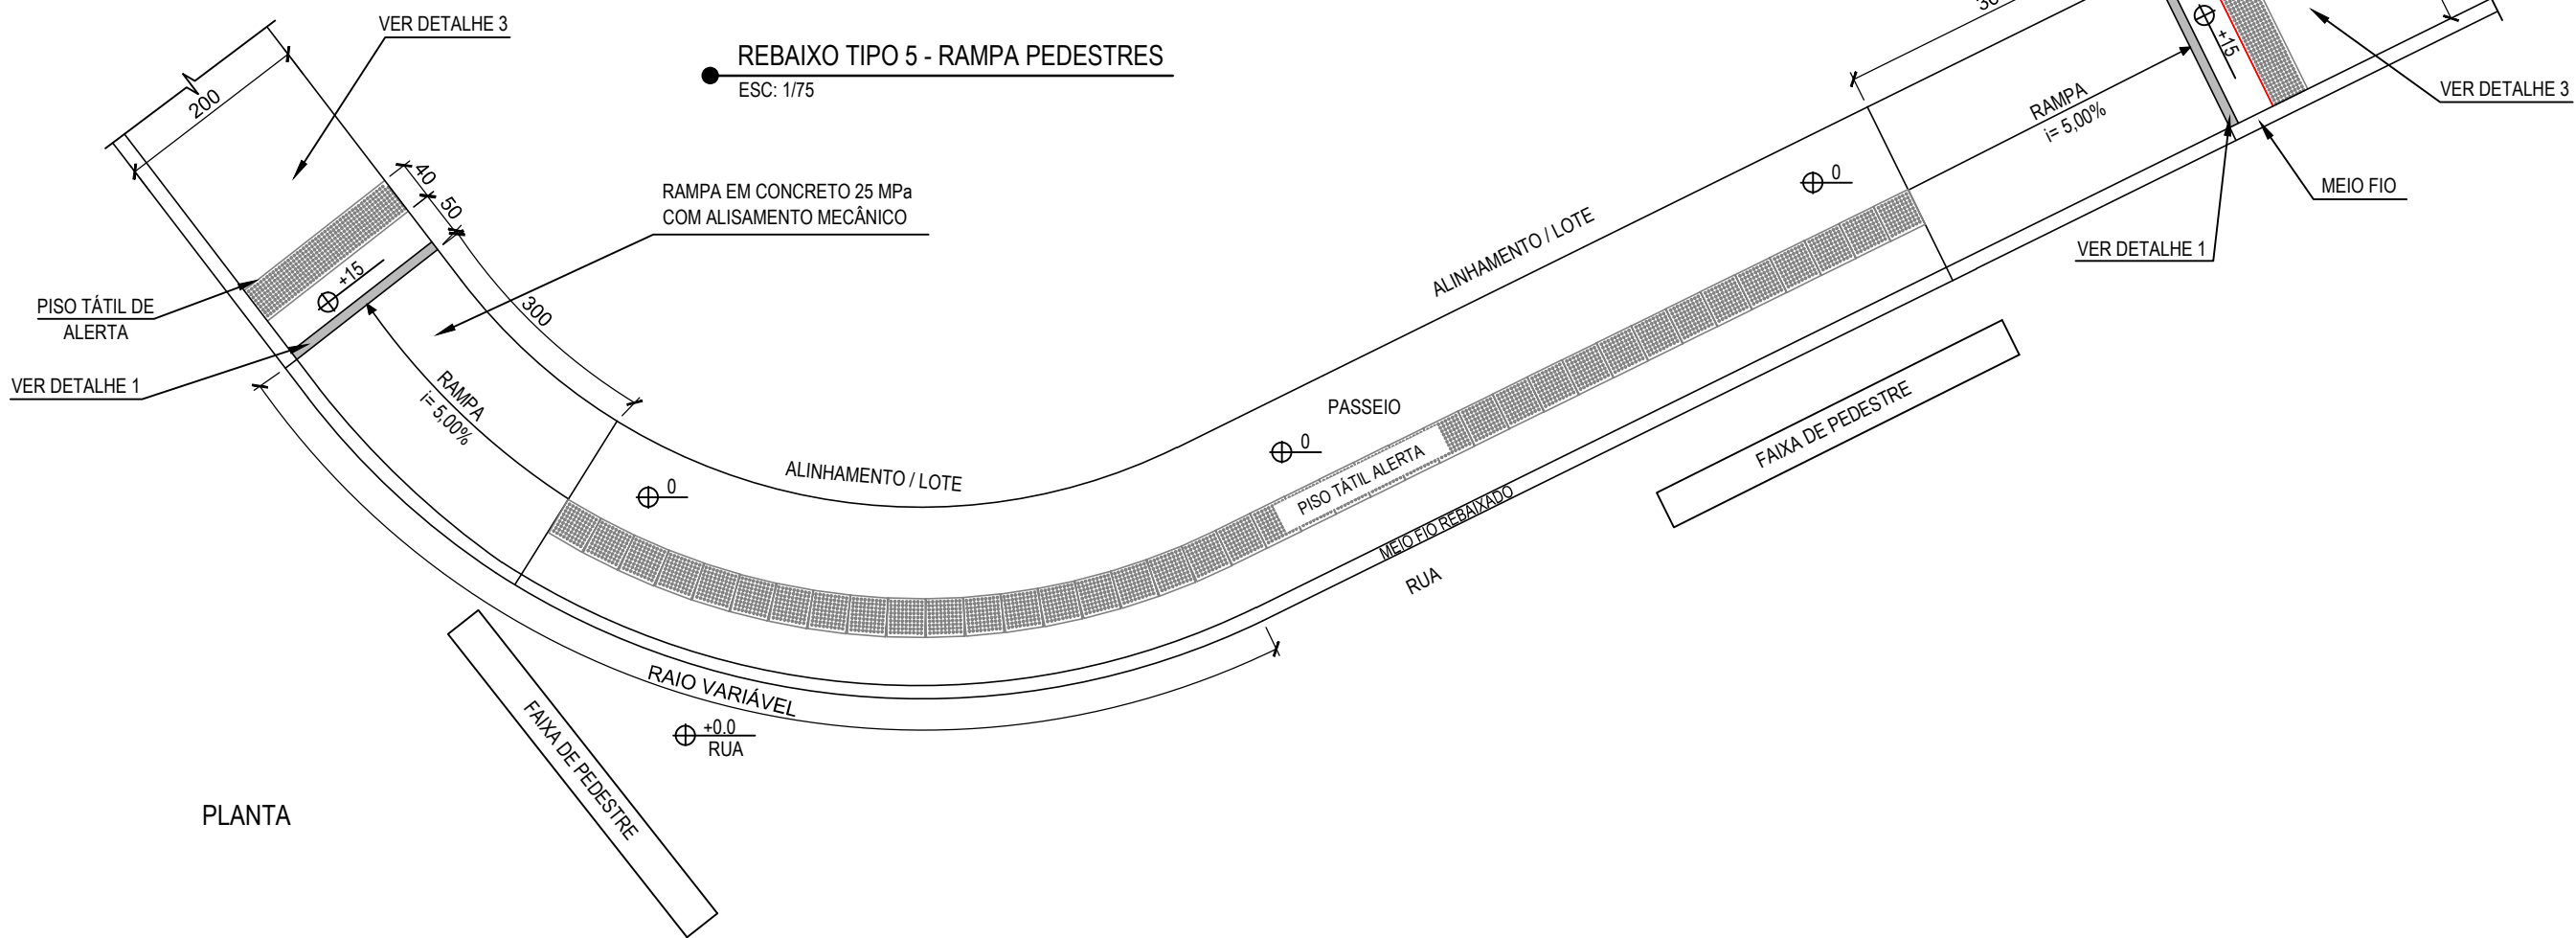 VER DETALHE 3
REBAIXO TIPO 5 - RAMPA PEDESTRES
ESC: 1/75
200
40
50
300
RAMPA EM CONCRETO 25 MPa
COM ALISAMENTO MECÂNICO
+15
PISO TÁTIL DE
ALERTA
VER DETALHE 1
RAMPA
i= 5,00%
0
ALINHAMENTO / LOTE
RAIO VARIÁVEL
+0.0
RUA
FAIXA DE PEDESTRE
PLANTA
PASSEIO
0
PISO TÁTIL ALERTA
MEIO FIO REBAIXADO
RUA
FAIXA DE PEDESTRE
ALINHAMENTO / LOTE
0
RAMPA
i= 5,00%
+15
VER DETALHE 3
MEIO FIO
VER DETALHE 1